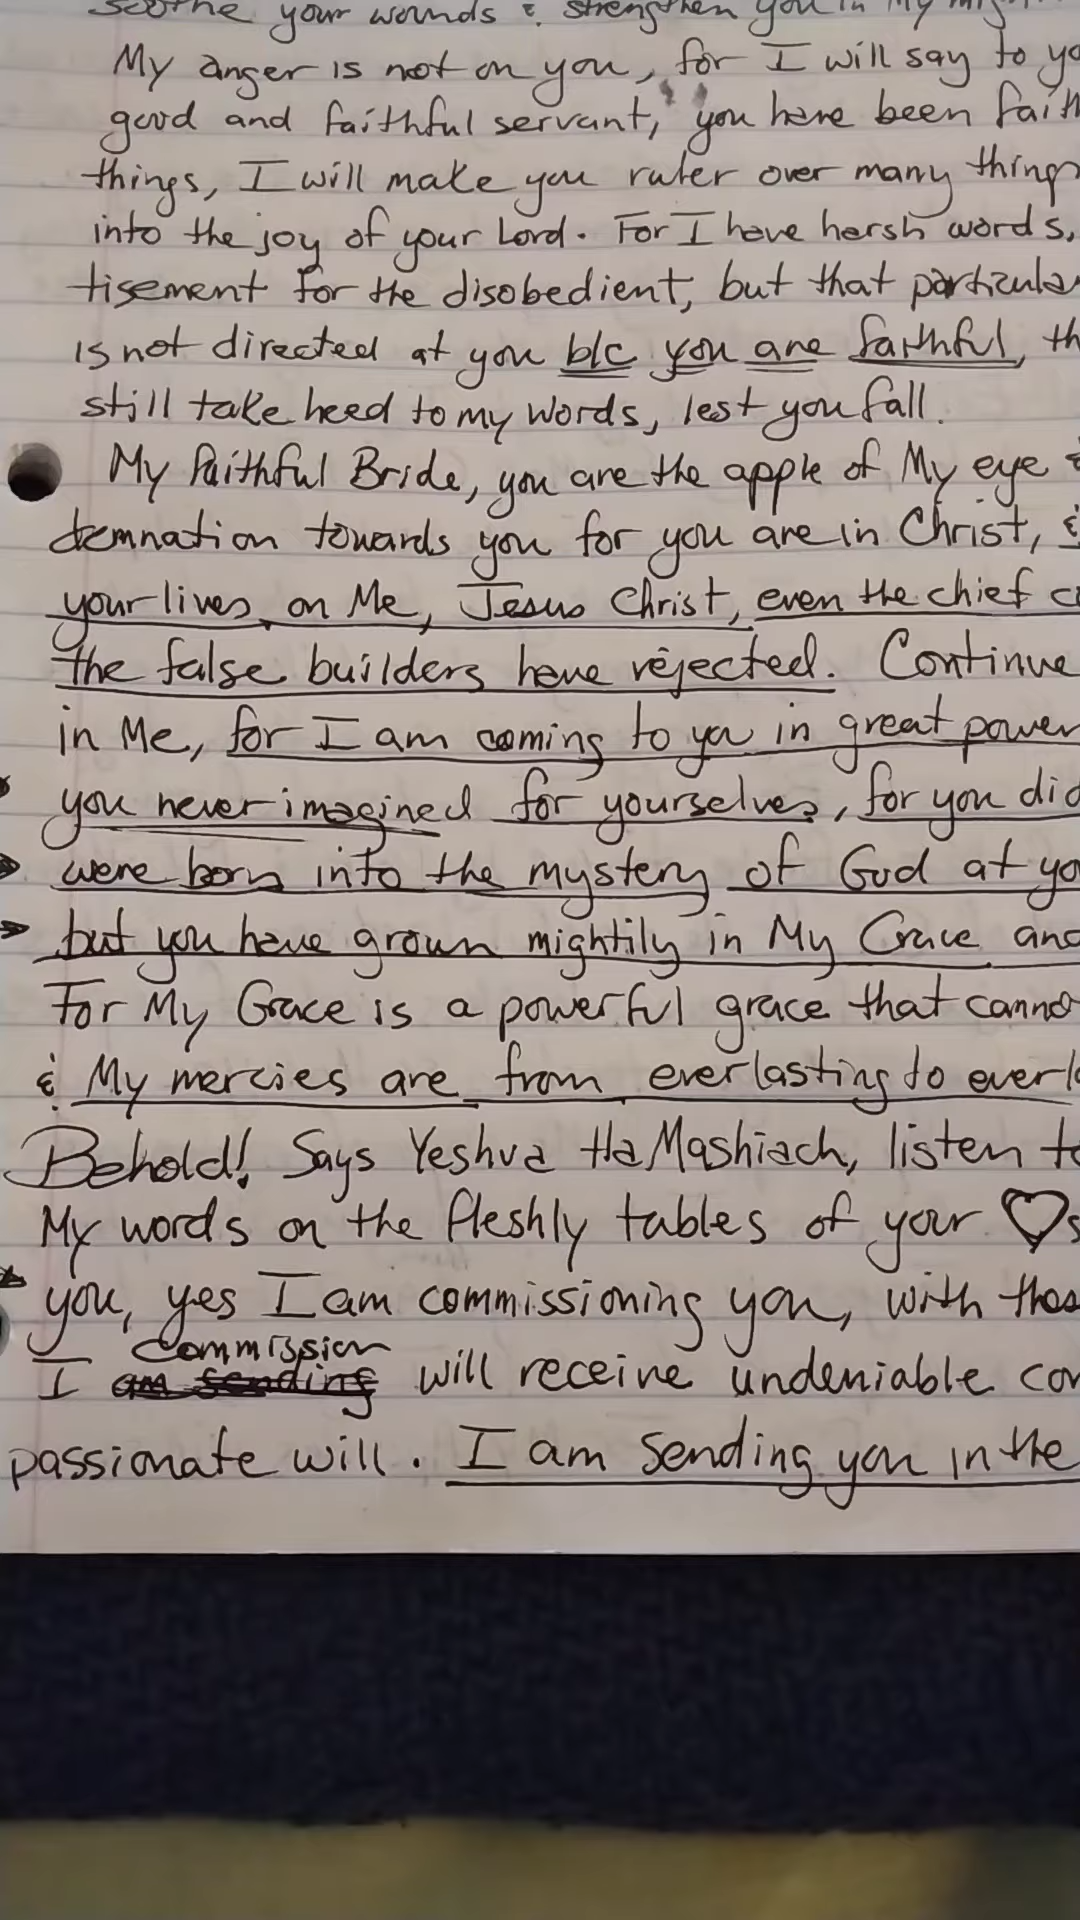 soothe your wounds & strengthen you in My
My anger is not on you, for I will say to
good and faithful servant, you have been
things, I will make you ruler over many
into the joy of your Lord. For I have harsh words,
tisement for the disobedient, but that
is not directed at you b/c you are faithful,
still take heed to my words, lest you fall.
My Faithful Bride, you are the apple of My eye &
demnation towards you for you are in Christ, &
your lives on Me, Jesus Christ, even the chief
the false builders have rejected. Continue
in Me, for I am coming to you in great power
you never imagined for yourselves, for you
were born into the mystery of God at
but you have grown mightily in My Grace
For My Grace is a powerful grace that
& My mercies are from everlasting to
Behold! Says Yeshua HaMashiach, listen
My words on the fleshly tables of your ♡s
you, yes I am commissioning you, with
commission
I am sending will receive undeniable
passionate will. I am sending you in the